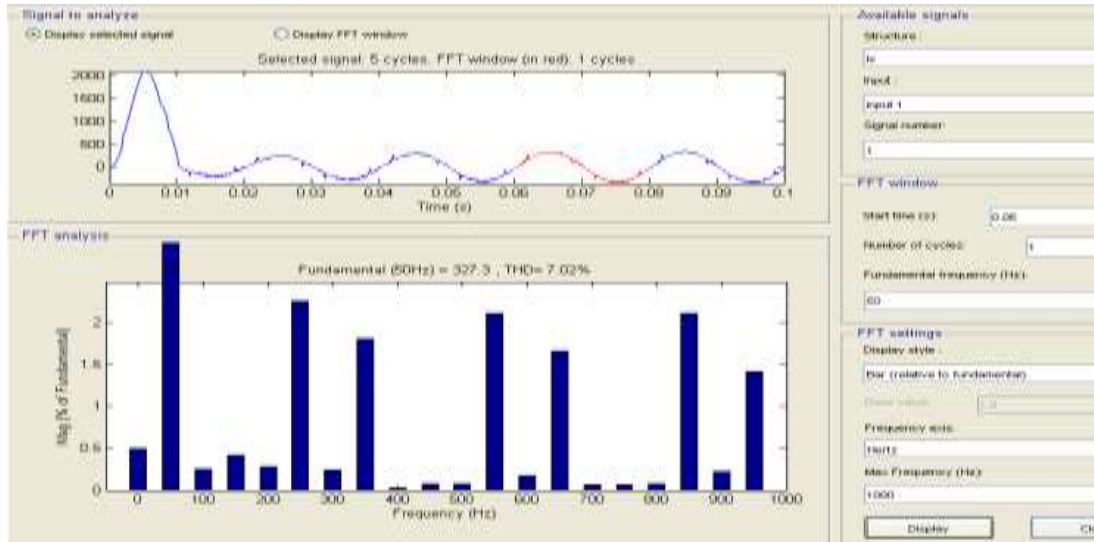 Signal to analyze
Display selected signal
Display FFT window
Selected signal: 5 cycles. FFT window (in red): 1 cycles
2000
1500
1000
500
0
0 0.01 0.02 0.03 0.04 0.05 0.06 0.07 0.08 0.09 0.1
Time (s)
FFT analysis
Fundamental (50Hz) = 327.3 , THD= 7.02%
Mag (% of Fundamental)
2
1.5
1
0.5
0
0 100 200 300 400 500 600 700 800 900 1000
Frequency (Hz)
Available signals
Structure :
Input :
input 1
Signal number:
1
FFT window
Start time (s):
0.06
Number of cycles:
1
Fundamental frequency (Hz):
FFT settings
Display style :
Bar (relative to fundamental)
Base value:
Frequency axis:
Hertz
Max Frequency (Hz):
1000
Display
Clo